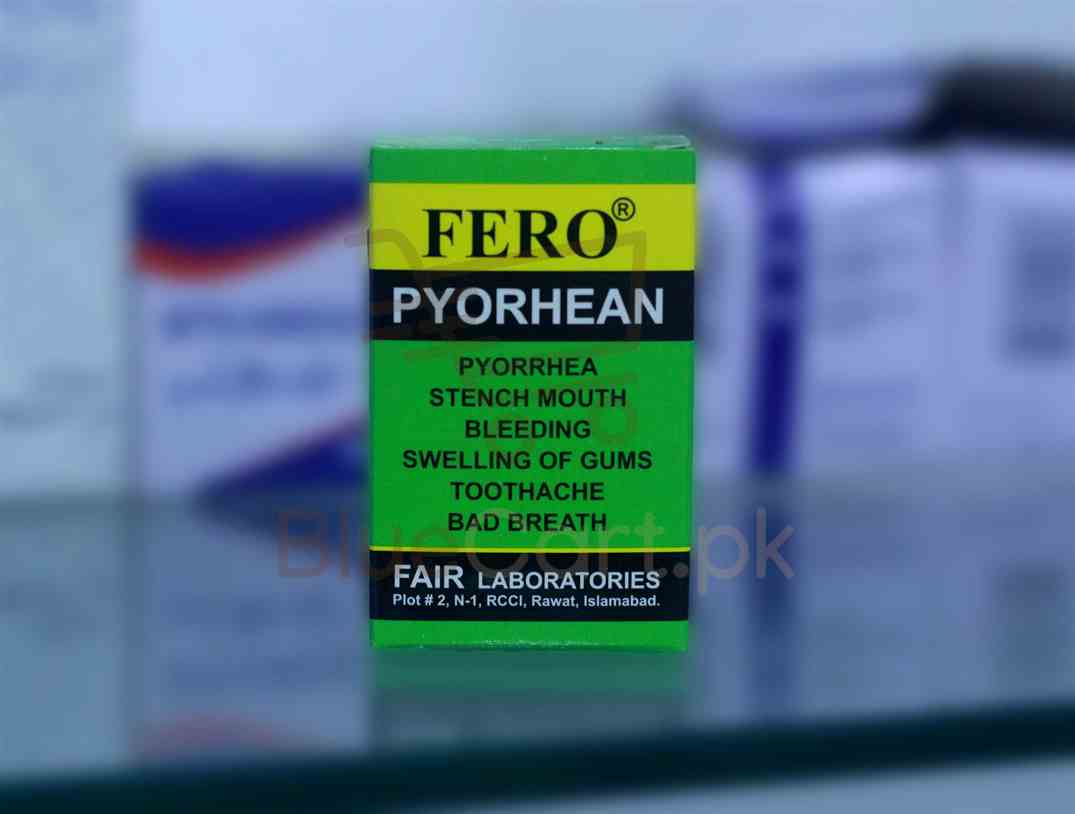 FERO®
PYORHEAN
PYORRHEA
STENCH MOUTH
BLEEDING
SWELLING OF GUMS
TOOTHACHE
BAD BREATH
BlueCart.pk
FAIR LABORATORIES
Plot # 2, N-1, RCCI, Rawat, Islamabad.